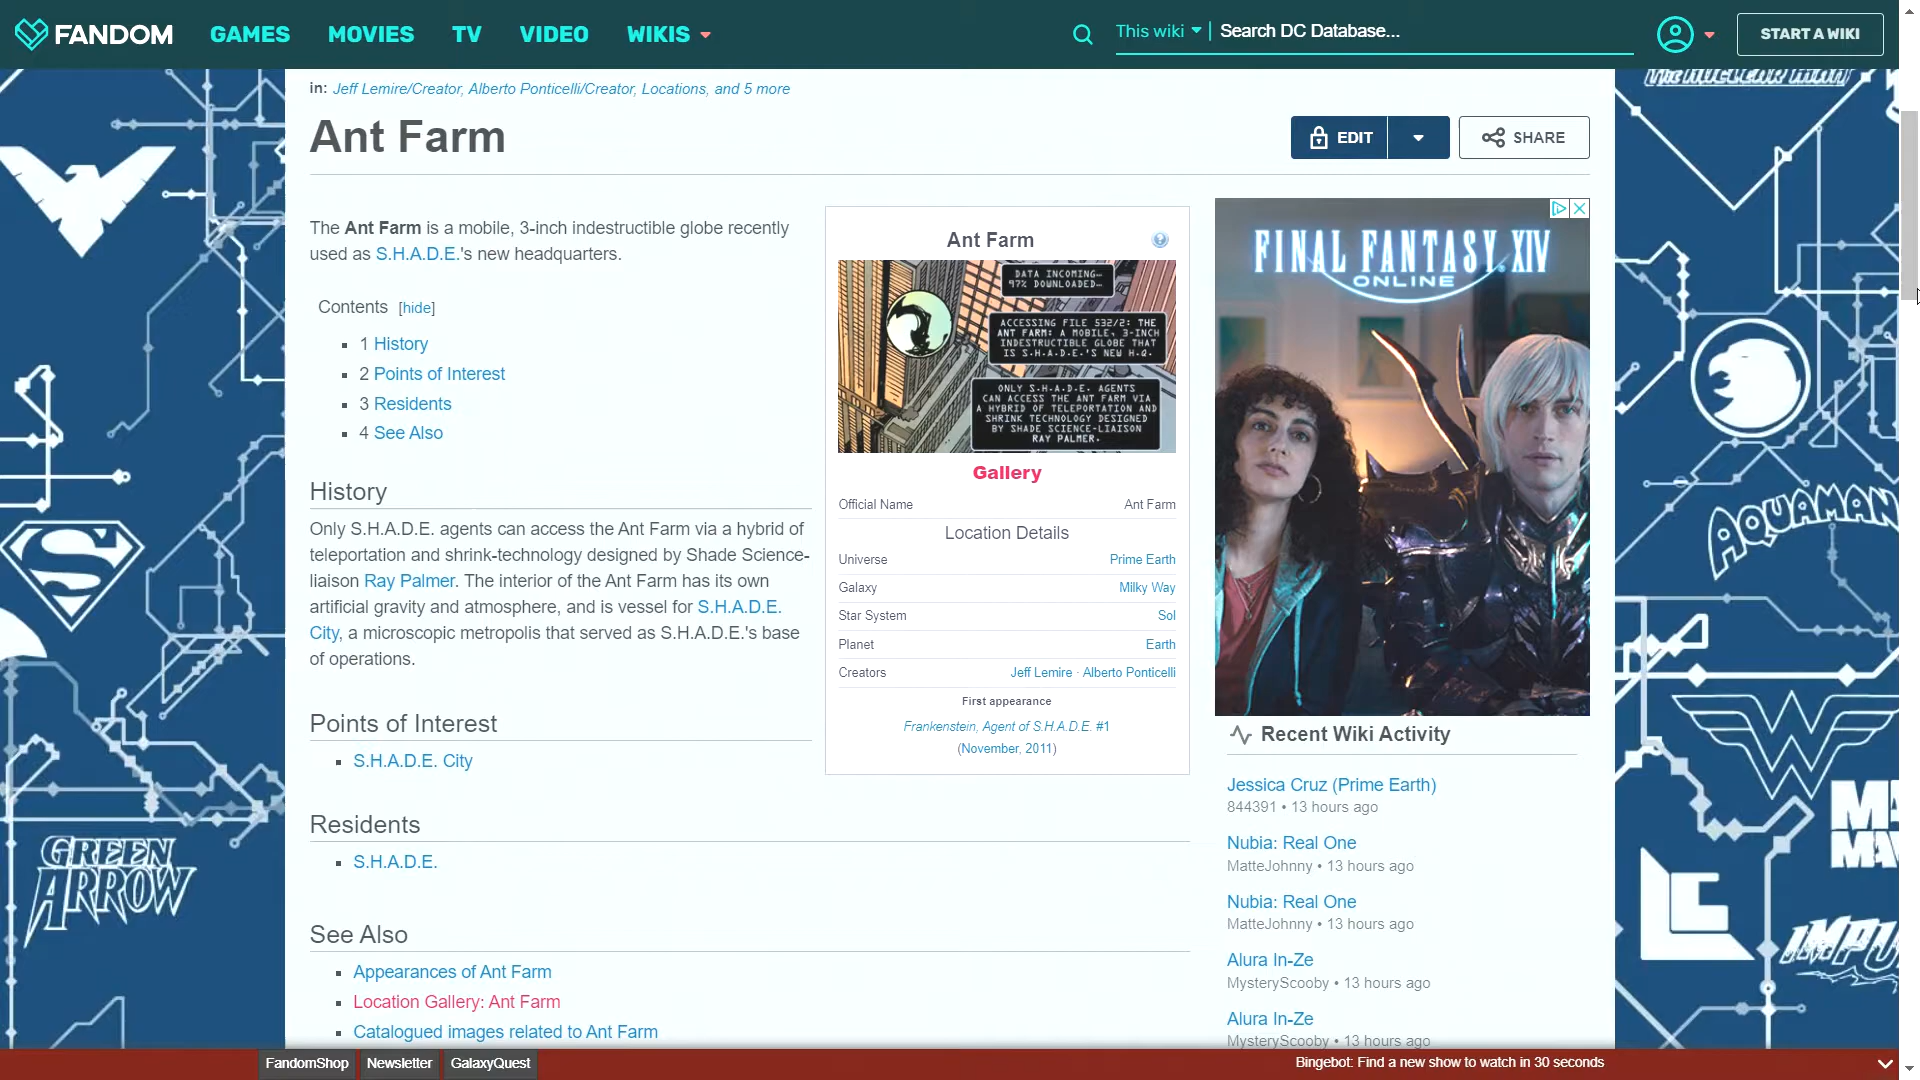 FANDOM GAMES MOVIES TV VIDEO WIKIS This wiki Search DC Database... START A WIKI
in: Jeff Lemire/Creator, Alberto Ponticelli/Creator, Locations, and 5 more
Ant Farm
EDIT SHARE
The Ant Farm is a mobile, 3-inch indestructible globe recently
used as S.H.A.D.E.'s new headquarters.
Contents [hide]
1 History
2 Points of Interest
3 Residents
4 See Also
History
Only S.H.A.D.E. agents can access the Ant Farm via a hybrid of
teleportation and shrink-technology designed by Shade Science-
liaison Ray Palmer. The interior of the Ant Farm has its own
artificial gravity and atmosphere, and is vessel for S.H.A.D.E.
City, a microscopic metropolis that served as S.H.A.D.E.'s base
of operations.
Points of Interest
S.H.A.D.E. City
Residents
S.H.A.D.E.
See Also
Appearances of Ant Farm
Location Gallery: Ant Farm
Catalogued images related to Ant Farm
Ant Farm
DATA INCOMING...
97% DOWNLOADED...
ACCESSING FILE 532/2: THE
ANT FARM: A MOBILE, 3-INCH
INDESTRUCTIBLE GLOBE THAT
IS S.H.A.D.E.'S NEW H.Q.
ONLY S.H.A.D.E. AGENTS
CAN ACCESS THE ANT FARM VIA
A HYBRID OF TELEPORTATION AND
SHRINK TECHNOLOGY DESIGNED
BY SHADE SCIENCE-LIAISON
RAY PALMER.
Gallery
Official Name Ant Farm
Location Details
Universe Prime Earth
Galaxy Milky Way
Star System Sol
Planet Earth
Creators Jeff Lemire · Alberto Ponticelli
First appearance
Frankenstein, Agent of S.H.A.D.E. #1
(November, 2011)
FINAL FANTASY XIV
ONLINE
Recent Wiki Activity
Jessica Cruz (Prime Earth)
844391 • 13 hours ago
Nubia: Real One
MatteJohnny • 13 hours ago
Nubia: Real One
MatteJohnny • 13 hours ago
Alura In-Ze
MysteryScooby • 13 hours ago
Alura In-Ze
MysteryScooby • 13 hours ago
GREEN
ARROW
AQUAMAN
FandomShop Newsletter GalaxyQuest Bingebot: Find a new show to watch in 30 seconds